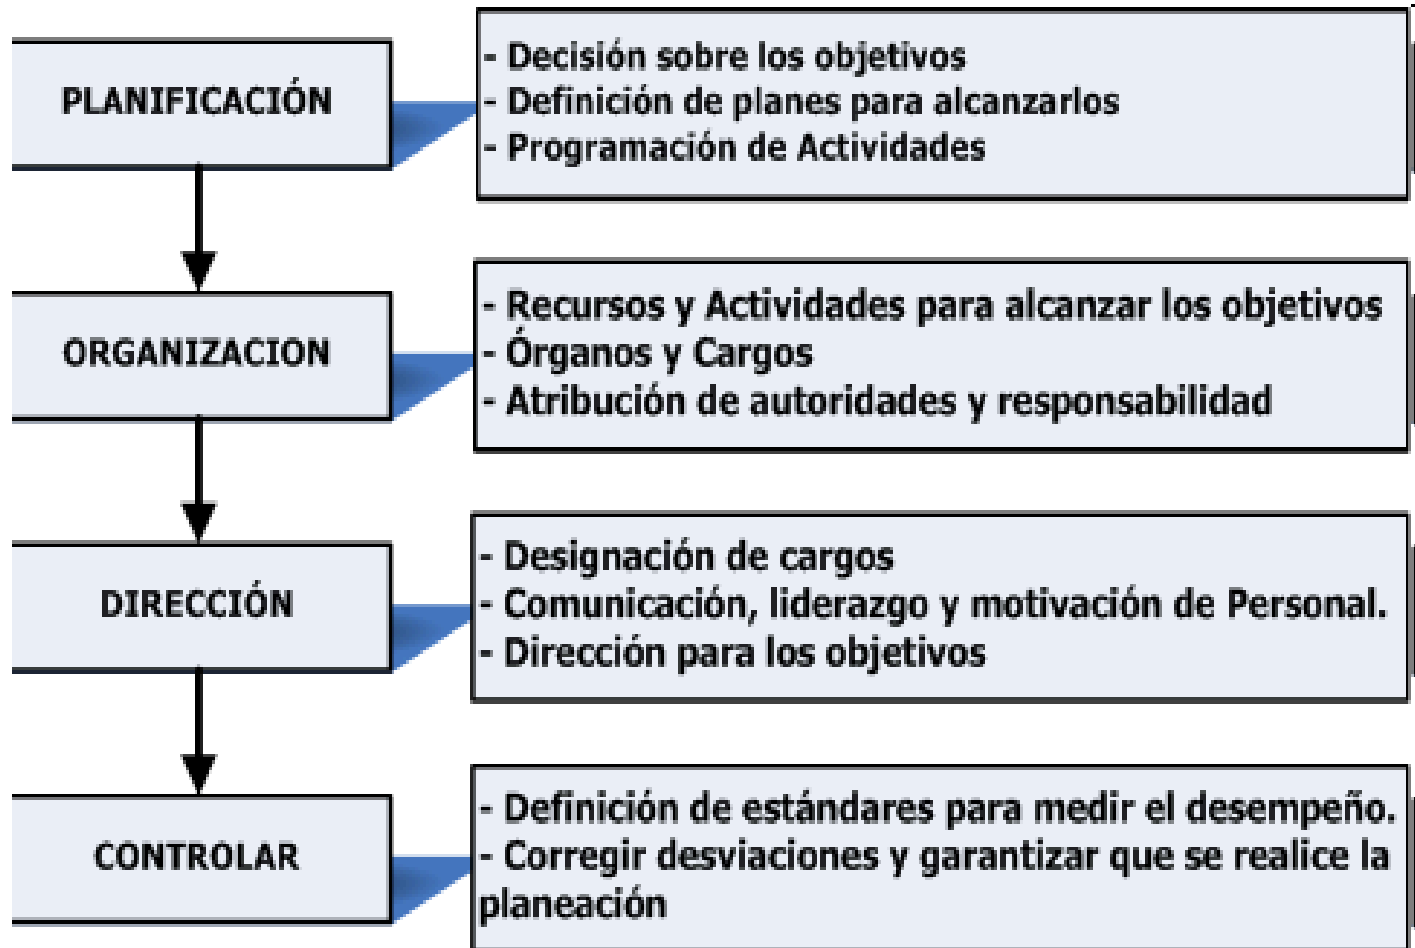 PLANIFICACIÓN
- Decisión sobre los objetivos
- Definición de planes para alcanzarlos
- Programación de Actividades
ORGANIZACION
- Recursos y Actividades para alcanzar los objetivos
- Órganos y Cargos
- Atribución de autoridades y responsabilidad
DIRECCIÓN
- Designación de cargos
- Comunicación, liderazgo y motivación de Personal.
- Dirección para los objetivos
CONTROLAR
- Definición de estándares para medir el desempeño.
- Corregir desviaciones y garantizar que se realice la
planeación